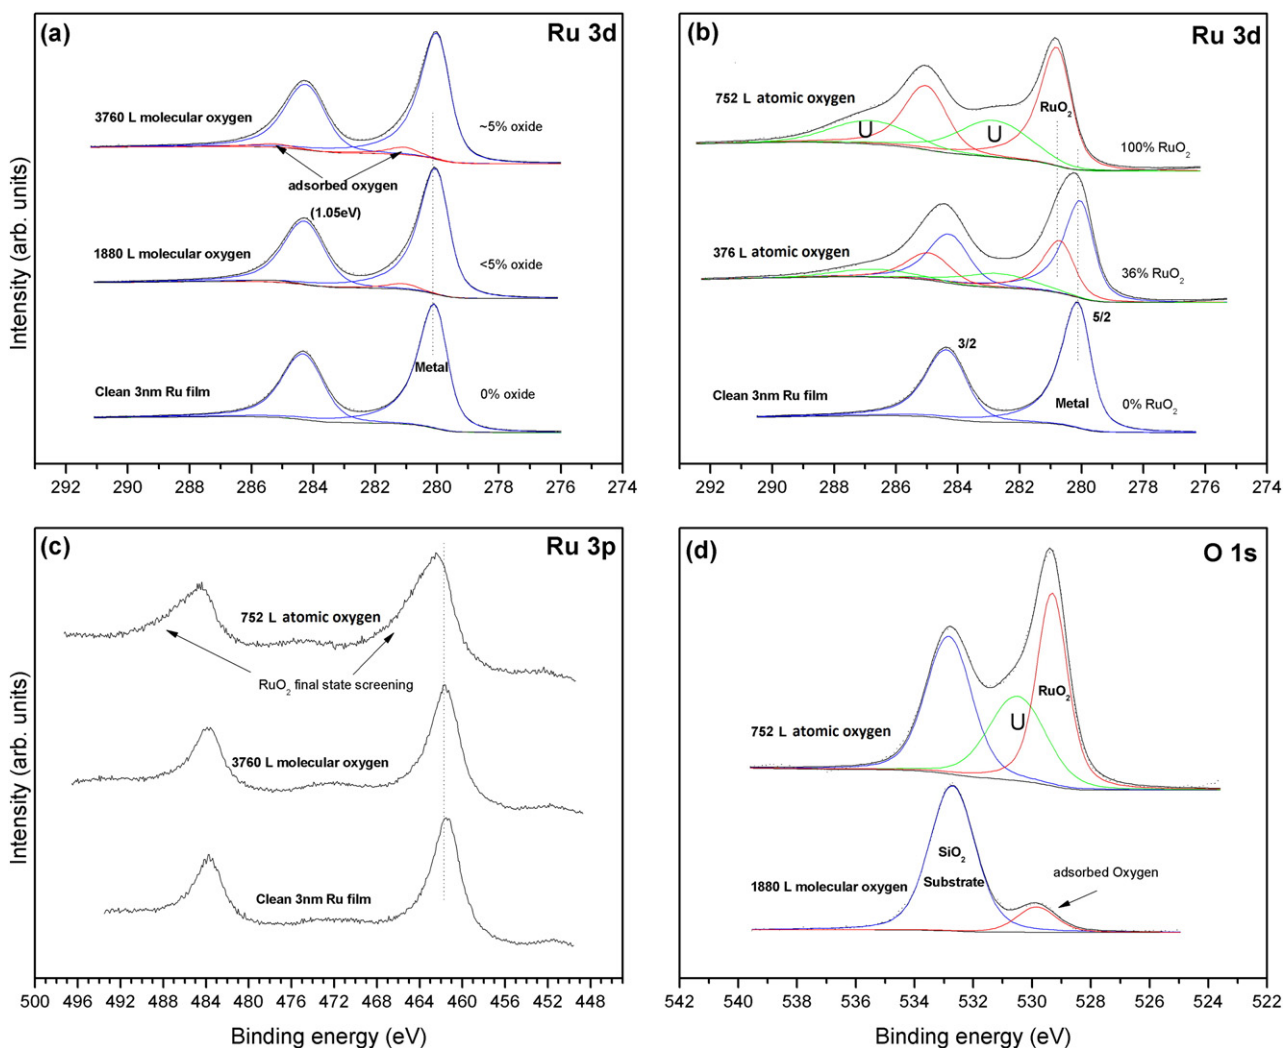 (a)
Ru 3d
3760 L molecular oxygen
~5% oxide
adsorbed oxygen
(1.05eV)
1880 L molecular oxygen
<5% oxide
Metal
Clean 3nm Ru film
0% oxide
Intensity (arb. units)
292 290 288 286 284 282 280 278 276 274
(b)
Ru 3d
752 L atomic oxygen
RuO₂
U
U
100% RuO₂
376 L atomic oxygen
36% RuO₂
5/2
3/2
Clean 3nm Ru film
Metal
0% RuO₂
Intensity (arb. units)
292 290 288 286 284 282 280 278 276 274
(c)
Ru 3p
752 L atomic oxygen
RuO₂ final state screening
3760 L molecular oxygen
Clean 3nm Ru film
Intensity (arb. units)
500 496 492 488 484 480 476 472 468 464 460 456 452 448
Binding energy (eV)
(d)
O 1s
RuO₂
U
752 L atomic oxygen
SiO₂
Substrate
adsorbed Oxygen
1880 L molecular oxygen
Intensity (arb. units)
542 540 538 536 534 532 530 528 526 524 522
Binding energy (eV)